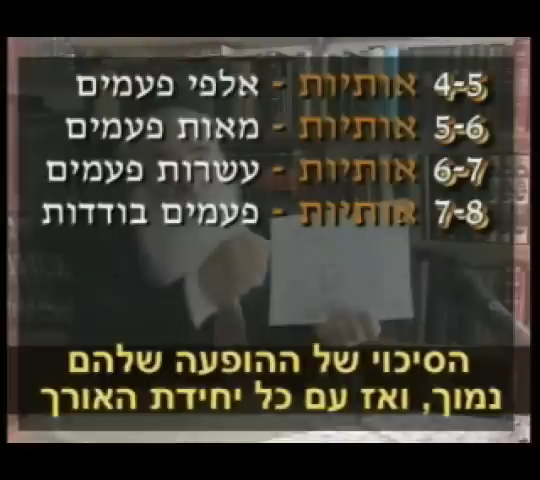 4-5 אותיות - אלפי פעמים
5-6 אותיות - מאות פעמים
6-7 אותיות - עשרות פעמים
7-8 אותיות - פעמים בודדות
הסיכוי של ההופעה שלהם
נמוך, ואז עם כל יחידת האורך